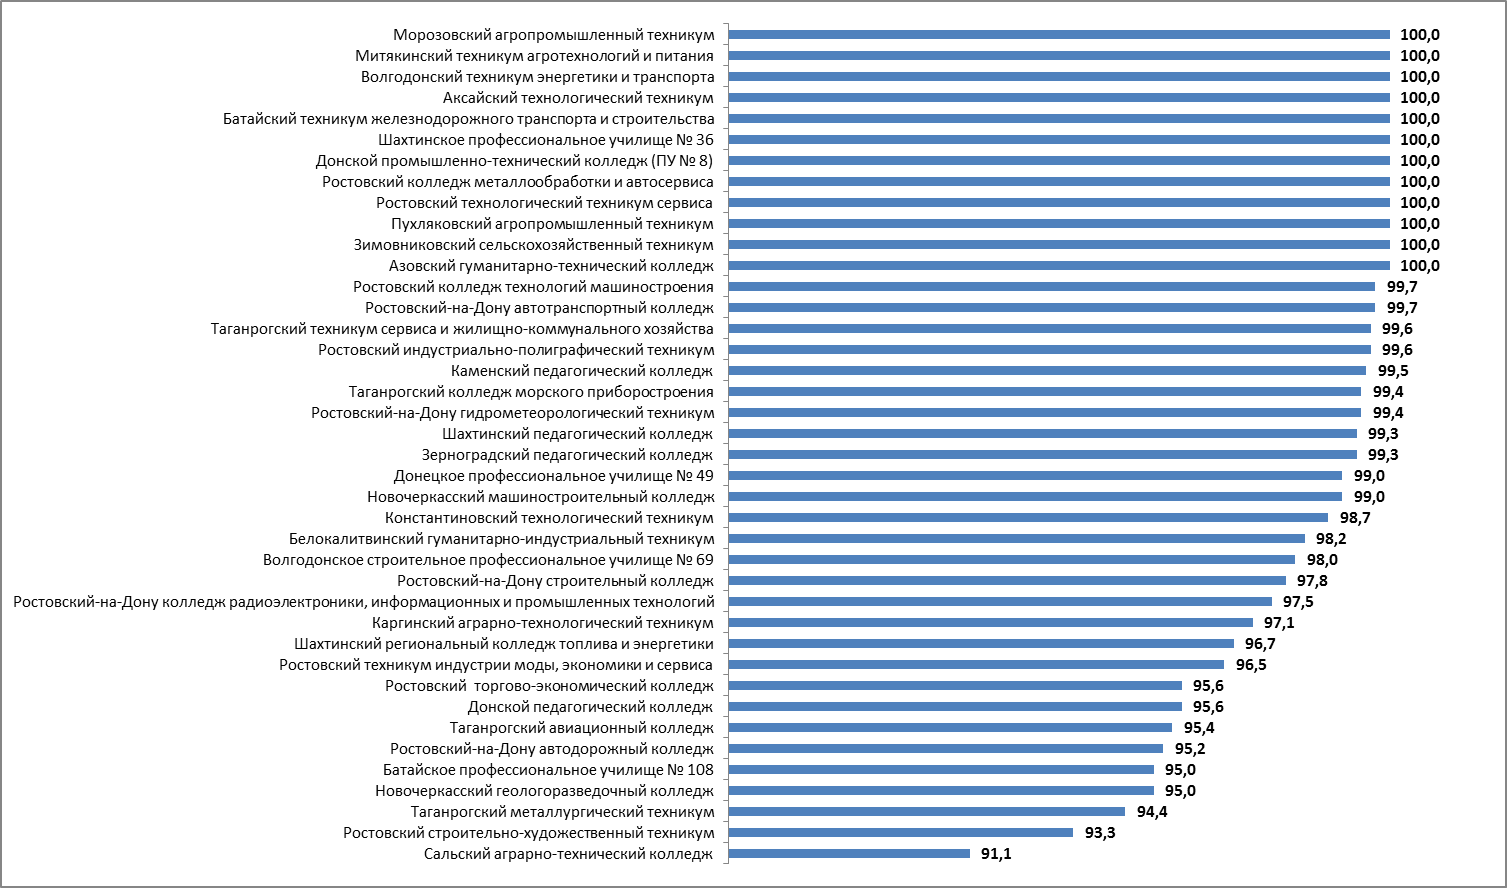 Морозовский агропромышленный техникум 100,0
Митякинский техникум агротехнологий и питания 100,0
Волгодонский техникум энергетики и транспорта 100,0
Аксайский технологический техникум 100,0
Батайский техникум железнодорожного транспорта и строительства 100,0
Шахтинское профессиональное училище № 36 100,0
Донской промышленно-технический колледж (ПУ № 8) 100,0
Ростовский колледж металлообработки и автосервиса 100,0
Ростовский технологический техникум сервиса 100,0
Пухляковский агропромышленный техникум 100,0
Зимовниковский сельскохозяйственный техникум 100,0
Азовский гуманитарно-технический колледж 100,0
Ростовский колледж технологий машиностроения 99,7
Ростовский-на-Дону автотранспортный колледж 99,7
Таганрогский техникум сервиса и жилищно-коммунального хозяйства 99,6
Ростовский индустриально-полиграфический техникум 99,6
Каменский педагогический колледж 99,5
Таганрогский колледж морского приборостроения 99,4
Ростовский-на-Дону гидрометеорологический техникум 99,4
Шахтинский педагогический колледж 99,3
Зерноградский педагогический колледж 99,3
Донецкое профессиональное училище № 49 99,0
Новочеркасский машиностроительный колледж 99,0
Константиновский технологический техникум 98,7
Белокалитвинский гуманитарно-индустриальный техникум 98,2
Волгодонское строительное профессиональное училище № 69 98,0
Ростовский-на-Дону строительный колледж 97,8
Ростовский-на-Дону колледж радиоэлектроники, информационных и промышленных технологий 97,5
Каргинский аграрно-технологический техникум 97,1
Шахтинский региональный колледж топлива и энергетики 96,7
Ростовский техникум индустрии моды, экономики и сервиса 96,5
Ростовский торгово-экономический колледж 95,6
Донской педагогический колледж 95,6
Таганрогский авиационный колледж 95,4
Ростовский-на-Дону автодорожный колледж 95,2
Батайское профессиональное училище № 108 95,0
Новочеркасский геологоразведочный колледж 95,0
Таганрогский металлургический техникум 94,4
Ростовский строительно-художественный техникум 93,3
Сальский аграрно-технический колледж 91,1